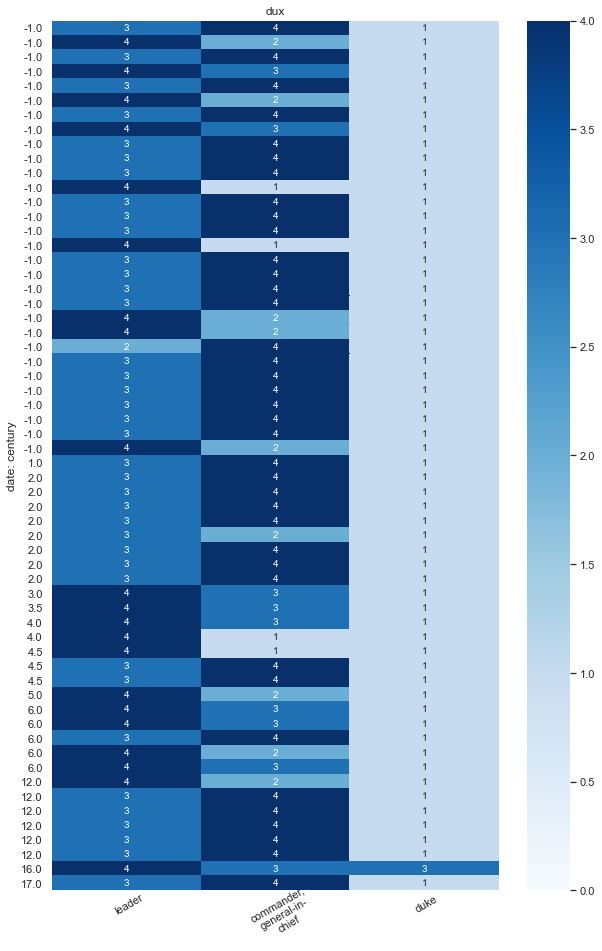 dux
4.0
3.5
3.0
2.5
2.0
1.5
1.0
0.5
0.0
date: century
-1.0 3 4 1
-1.0 4 2 1
-1.0 3 4 1
-1.0 4 3 1
-1.0 3 4 1
-1.0 4 2 1
-1.0 3 4 1
-1.0 4 3 1
-1.0 3 4 1
-1.0 3 4 1
-1.0 3 4 1
-1.0 4 1 1
-1.0 3 4 1
-1.0 3 4 1
-1.0 3 4 1
-1.0 4 1 1
-1.0 3 4 1
-1.0 3 4 1
-1.0 3 4 1
-1.0 3 4 1
-1.0 4 2 1
-1.0 4 2 1
-1.0 2 4 1
-1.0 3 4 1
-1.0 3 4 1
-1.0 3 4 1
-1.0 3 4 1
-1.0 3 4 1
-1.0 3 4 1
-1.0 4 2 1
1.0 3 4 1
2.0 3 4 1
2.0 3 4 1
2.0 3 4 1
2.0 3 4 1
2.0 3 2 1
2.0 3 4 1
2.0 3 4 1
2.0 3 4 1
3.0 4 3 1
3.5 4 3 1
4.0 4 3 1
4.0 4 1 1
4.5 4 1 1
4.5 3 4 1
4.5 3 4 1
5.0 4 2 1
6.0 4 3 1
6.0 4 3 1
6.0 3 4 1
6.0 4 2 1
6.0 4 3 1
12.0 4 2 1
12.0 3 4 1
12.0 3 4 1
12.0 3 4 1
12.0 3 4 1
12.0 3 4 1
16.0 4 3 3
17.0 3 4 1
leader
commander,
general-in-
chief
duke